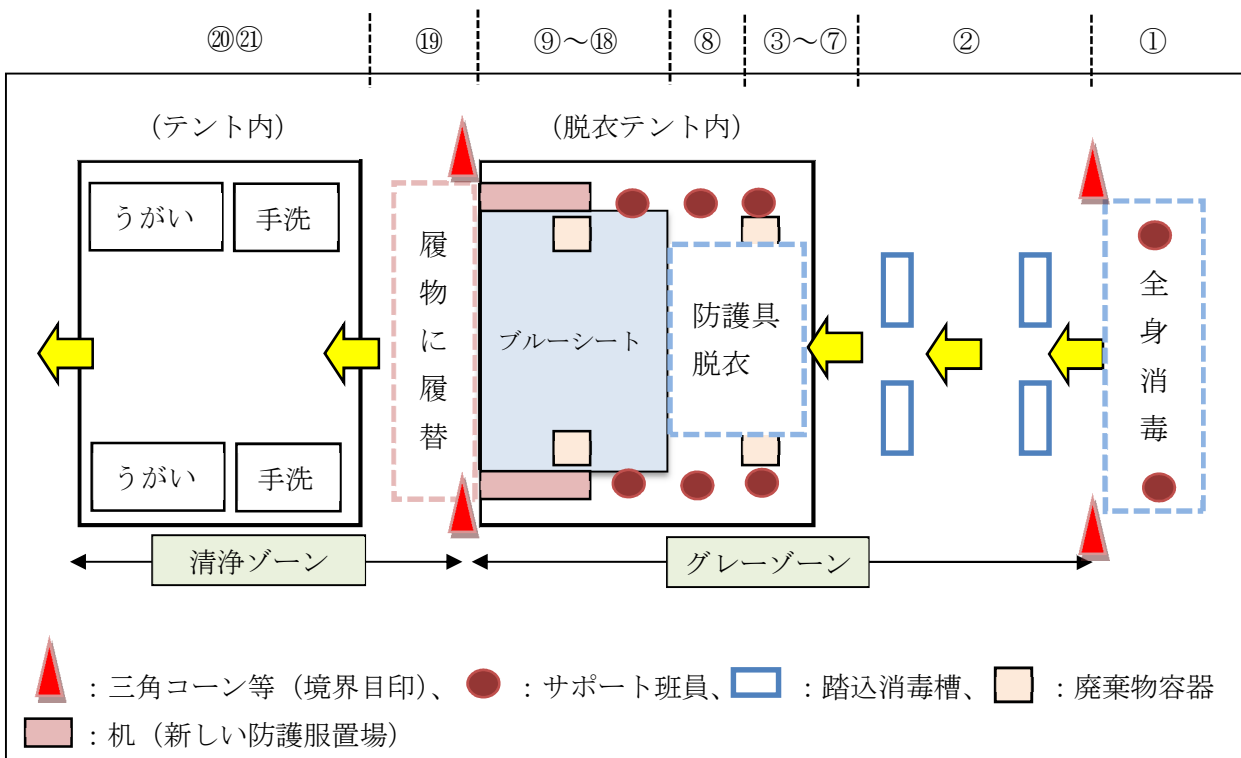 ⑳㉑ ⑲ ⑨～⑱ ⑧ ③～⑦ ② ①
(テント内) (脱衣テント内)
うがい 手洗
うがい 手洗
履物に履替
ブルーシート
防護具
脱衣
全身消毒
清浄ゾーン グレーゾーン
：三角コーン等（境界目印）、 ：サポート班員、 ：踏込消毒槽、 ：廃棄物容器
：机（新しい防護服置場）